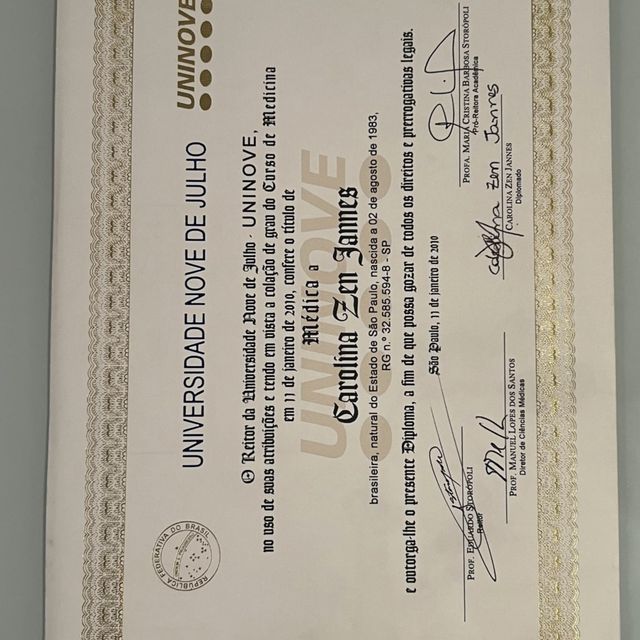 UNINOVE
UNIVERSIDADE NOVE DE JULHO
REPÚBLICA FEDERATIVA DO BRASIL
O Reitor da Universidade Nove de Julho - UNINOVE,
no uso de suas atribuições e tendo em vista a colação de grau do Curso de Medicina
em 11 de janeiro de 2010, confere o título de
Médica a
Carolina Zen Jannes
brasileira, natural do Estado de São Paulo, nascida a 02 de agosto de 1983,
RG n.º 32.585.594-8 - SP
e outorga-lhe o presente Diploma, a fim de que possa gozar de todos os direitos e prerrogativas legais.
São Paulo, 11 de janeiro de 2010
UNINOVE
PROF. EDUARDO STORÓPOLI
Reitor
PROFA. MARIA CRISTINA BARBOSA STORÓPOLI
Pró-Reitora Acadêmica
PROF. MANUEL LOPES DOS SANTOS
Diretor de Ciências Médicas
Zen Jannes
CAROLINA ZEN JANNES
Diplomado